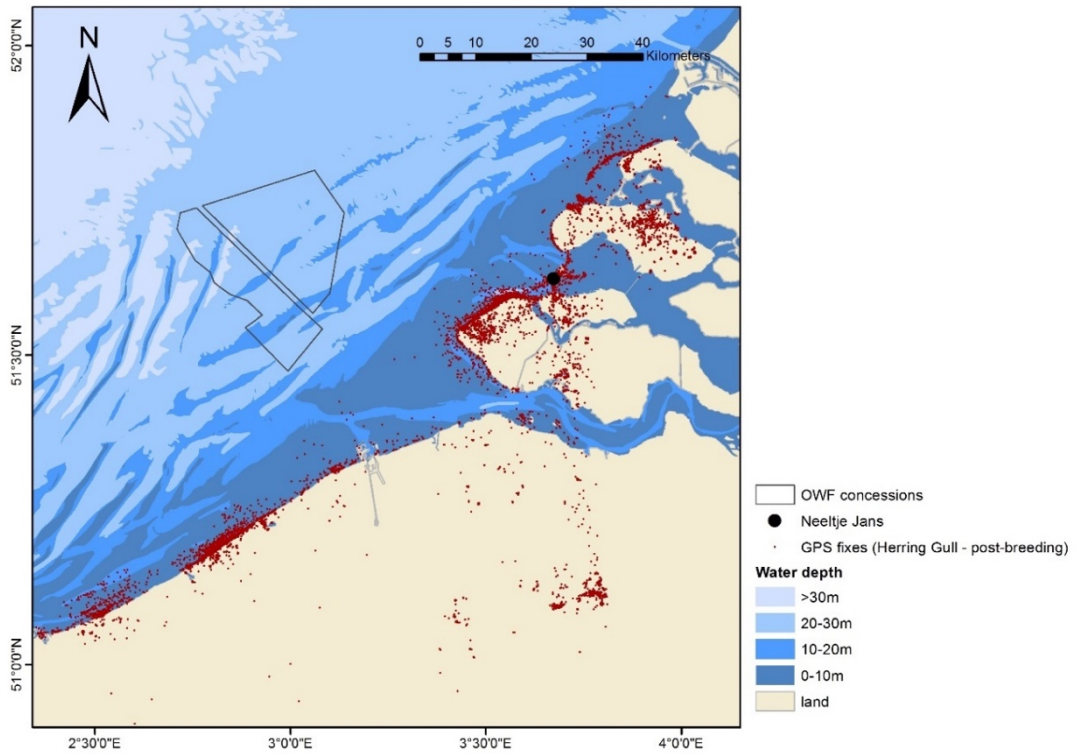 N
0 5 10 20 30 40
Kilometers
52°0'0"N
51°30'0"N
51°0'0"N
2°30'0"E 3°0'0"E 3°30'0"E 4°0'0"E
OWF concessions
Neeltje Jans
GPS fixes (Herring Gull - post-breeding)
Water depth
>30m
20-30m
10-20m
0-10m
land